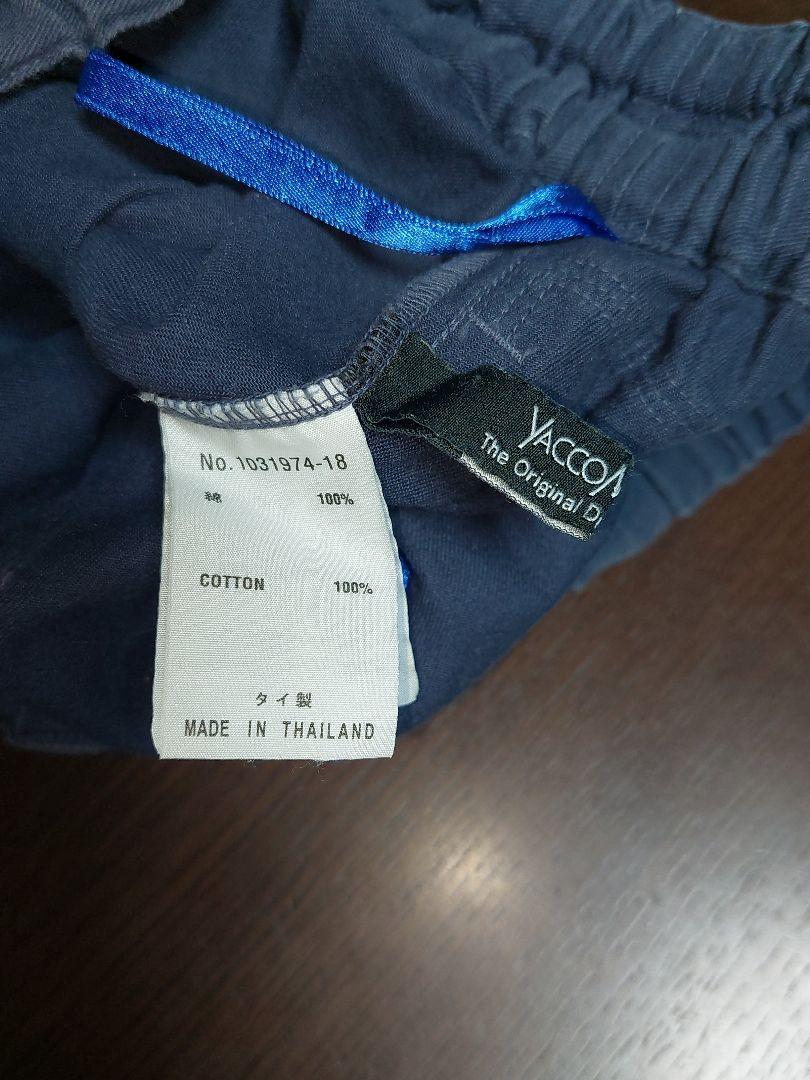 No.1031974-18
綿 100%
COTTON 100%
タイ製
MADE IN THAILAND
YACCO
The Original